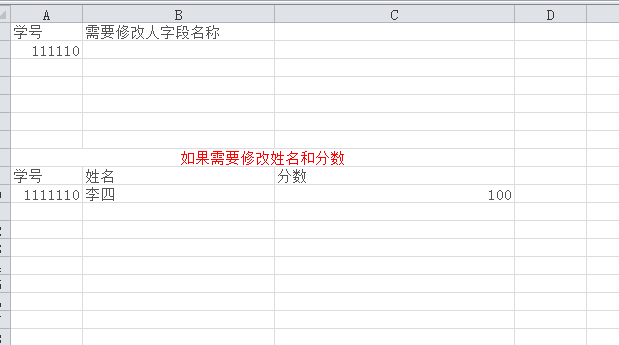 A B C D
学号 需要修改人字段名称
111110
如果需要修改姓名和分数
学号 姓名 分数
1111110 李四 100